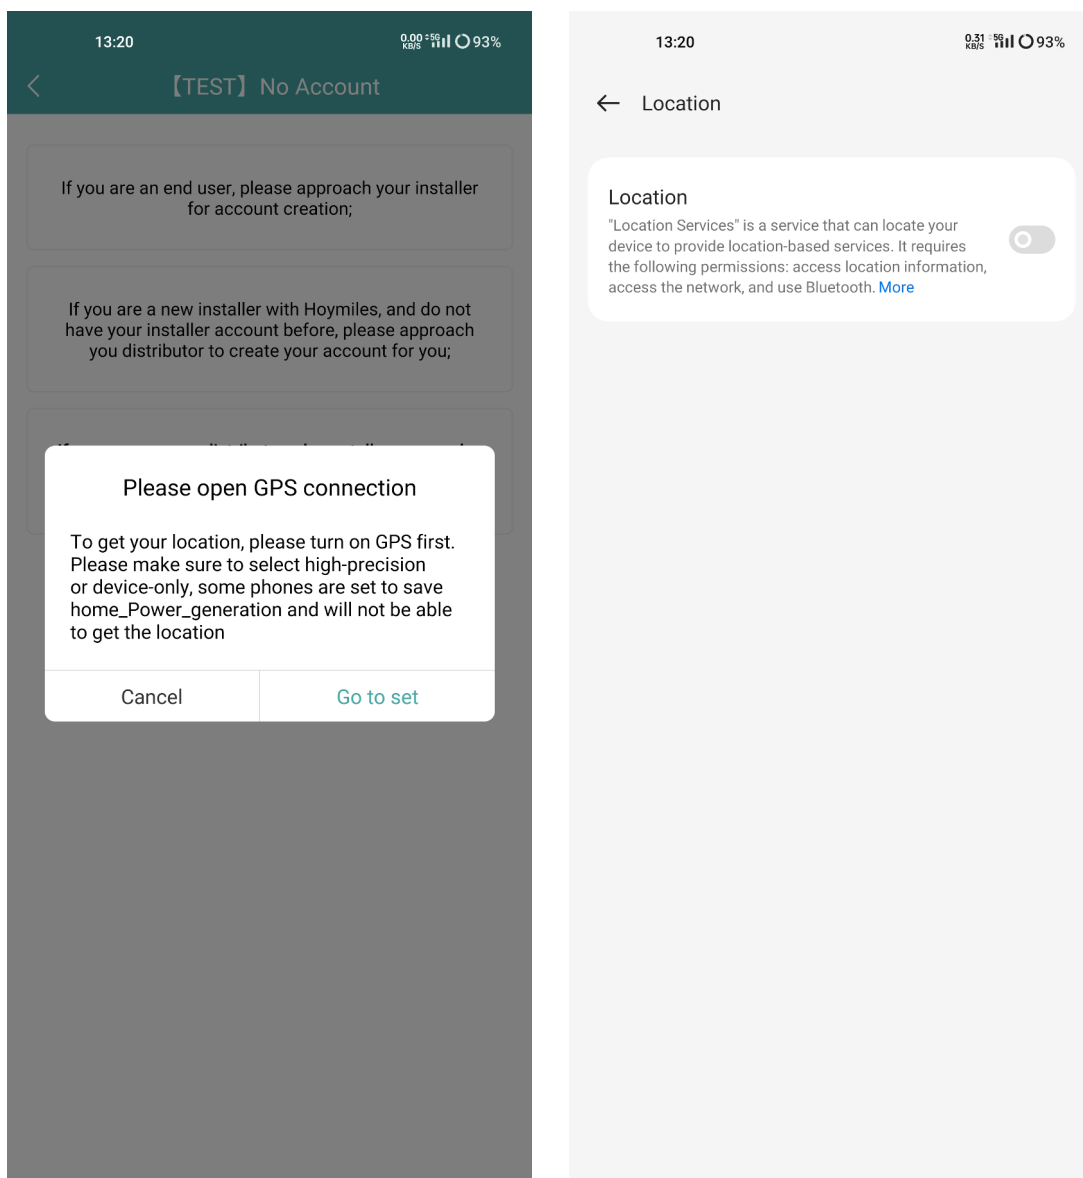 13:20
0.00 KB/S 5G 93%
【TEST】No Account
If you are an end user, please approach your installer
for account creation;
If you are a new installer with Hoymiles, and do not
have your installer account before, please approach
you distributor to create your account for you;
Please open GPS connection
To get your location, please turn on GPS first.
Please make sure to select high-precision
or device-only, some phones are set to save
home_Power_generation and will not be able
to get the location
Cancel
Go to set
13:20
0.31 KB/S 5G 93%
Location
Location
"Location Services" is a service that can locate your
device to provide location-based services. It requires
the following permissions: access location information,
access the network, and use Bluetooth. More